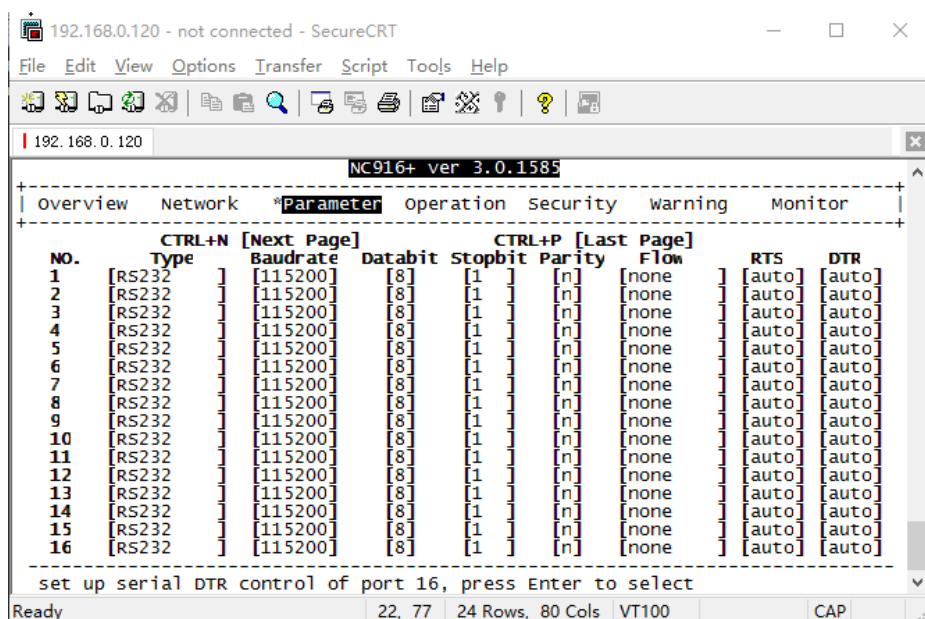 192.168.0.120 - not connected - SecureCRT
File Edit View Options Transfer Script Tools Help
192.168.0.120
NC916+ ver 3.0.1585
+------------------------------------------------------------------------------+
| Overview Network *Parameter Operation Security Warning Monitor |
+------------------------------------------------------------------------------+
CTRL+N [Next Page] CTRL+P [Last Page]
NO. Type Baudrate Databit Stopbit Parity Flow RTS DTR
1 [RS232 ] [115200] [8] [1 ] [n] [none ] [auto] [auto]
2 [RS232 ] [115200] [8] [1 ] [n] [none ] [auto] [auto]
3 [RS232 ] [115200] [8] [1 ] [n] [none ] [auto] [auto]
4 [RS232 ] [115200] [8] [1 ] [n] [none ] [auto] [auto]
5 [RS232 ] [115200] [8] [1 ] [n] [none ] [auto] [auto]
6 [RS232 ] [115200] [8] [1 ] [n] [none ] [auto] [auto]
7 [RS232 ] [115200] [8] [1 ] [n] [none ] [auto] [auto]
8 [RS232 ] [115200] [8] [1 ] [n] [none ] [auto] [auto]
9 [RS232 ] [115200] [8] [1 ] [n] [none ] [auto] [auto]
10 [RS232 ] [115200] [8] [1 ] [n] [none ] [auto] [auto]
11 [RS232 ] [115200] [8] [1 ] [n] [none ] [auto] [auto]
12 [RS232 ] [115200] [8] [1 ] [n] [none ] [auto] [auto]
13 [RS232 ] [115200] [8] [1 ] [n] [none ] [auto] [auto]
14 [RS232 ] [115200] [8] [1 ] [n] [none ] [auto] [auto]
15 [RS232 ] [115200] [8] [1 ] [n] [none ] [auto] [auto]
16 [RS232 ] [115200] [8] [1 ] [n] [none ] [auto] [auto]
------------------------------------------------------------------------------
set up serial DTR control of port 16, press Enter to select
Ready 22, 77 24 Rows, 80 Cols VT100 CAP